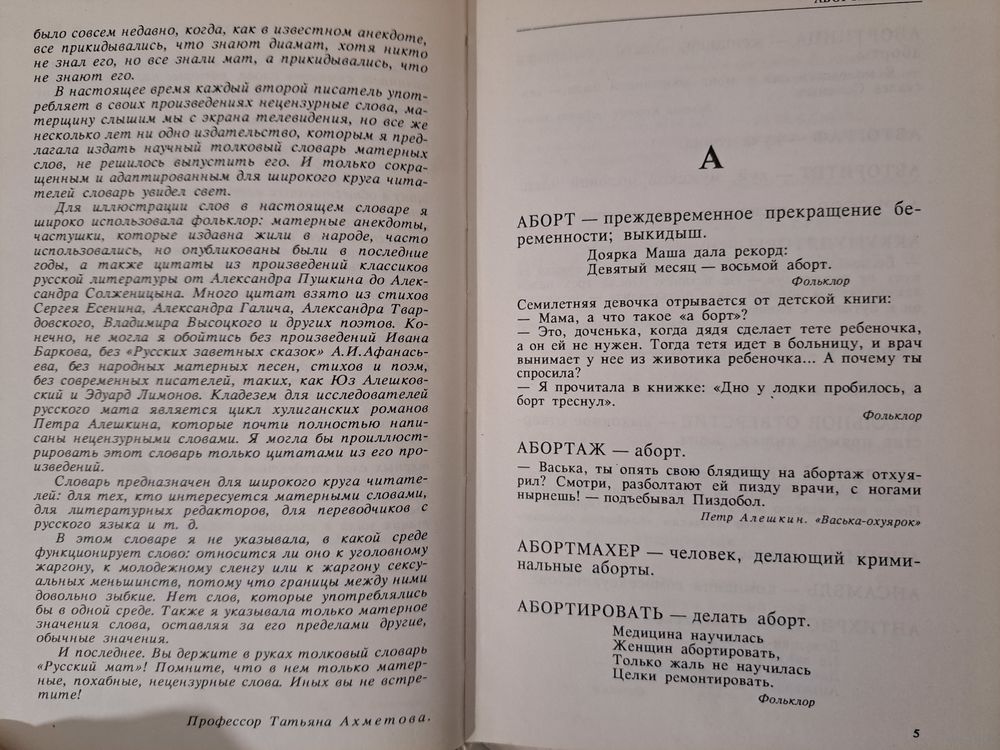 было совсем недавно, когда, как в известном анекдоте,
все прикидывались, что знают диамат, хотя никто
не знал его, но все знали мат, а прикидывались, что
не знают его.
В настоящее время каждый второй писатель упот-
ребляет в своих произведениях нецензурные слова, ма-
терщину слышим мы с экрана телевидения, но все же
несколько лет ни одно издательство, которым я пред-
лагала издать научный толковый словарь матерных
слов, не решилось выпустить его. И только сокра-
щенным и адаптированным для широкого круга чита-
телей словарь увидел свет.
Для иллюстрации слов в настоящем словаре я
широко использовала фольклор: матерные анекдоты,
частушки, которые издавна жили в народе, часто
использовались, но опубликованы были в последние
годы, а также цитаты из произведений классиков
русской литературы от Александра Пушкина до Алек-
сандра Солженицына. Много цитат взято из стихов
Сергея Есенина, Александра Галича, Александра Твар-
довского, Владимира Высоцкого и других поэтов. Ко-
нечно, не могла я обойтись без произведений Ивана
Баркова, без «Русских заветных сказок» А.И.Афанась-
ева, без народных матерных песен, стихов и поэм,
без современных писателей, таких, как Юз Алешков-
ский и Эдуард Лимонов. Кладезем для исследователей
русского мата является цикл хулиганских романов
Петра Алешкина, которые почти полностью напи-
саны нецензурными словами. Я могла бы проиллюст-
рировать этот словарь только цитатами из его про-
изведений.
Словарь предназначен для широкого круга читате-
лей: для тех, кто интересуется матерными словами,
для литературных редакторов, для переводчиков с
русского языка и т. д.
В этом словаре я не указывала, в какой среде
функционирует слово: относится ли оно к уголовному
жаргону, к молодежному сленгу или к жаргону сексу-
альных меньшинств, потому что границы между ними
довольно зыбкие. Нет слов, которые употреблялись
бы в одной среде. Также я указывала только матерное
значения слова, оставляя за его пределами другие,
обычные значения.
И последнее. Вы держите в руках толковый словарь
«Русский мат»! Помните, что в нем только матер-
ные, похабные, нецензурные слова. Иных вы не встре-
тите!
Профессор Татьяна Ахметова.
А
АБОРТ — преждевременное прекращение бе-
ременности; выкидыш.
Доярка Маша дала рекорд:
Девятый месяц — восьмой аборт.
Фольклор
Семилетняя девочка отрывается от детской книги:
— Мама, а что такое «а борт»?
— Это, доченька, когда дядя сделает тете ребеночка,
а он ей не нужен. Тогда тетя идет в больницу, и врач
вынимает у нее из животика ребеночка... А почему ты
спросила?
— Я прочитала в книжке: «Дно у лодки пробилось, а
борт треснул».
Фольклор
АБОРТАЖ — аборт.
— Васька, ты опять свою блядищу на абортаж отхуя-
рил? Смотри, разболтают ей пизду врачи, с ногами
нырнешь! — подъебывал Пиздобол.
Петр Алешкин. «Васька-охуярок»
АБОРТМАХЕР — человек, делающий крими-
нальные аборты.
АБОРТИРОВАТЬ — делать аборт.
Медицина научилась
Женщин абортировать,
Только жаль не научилась
Целки ремонтировать.
Фольклор
5